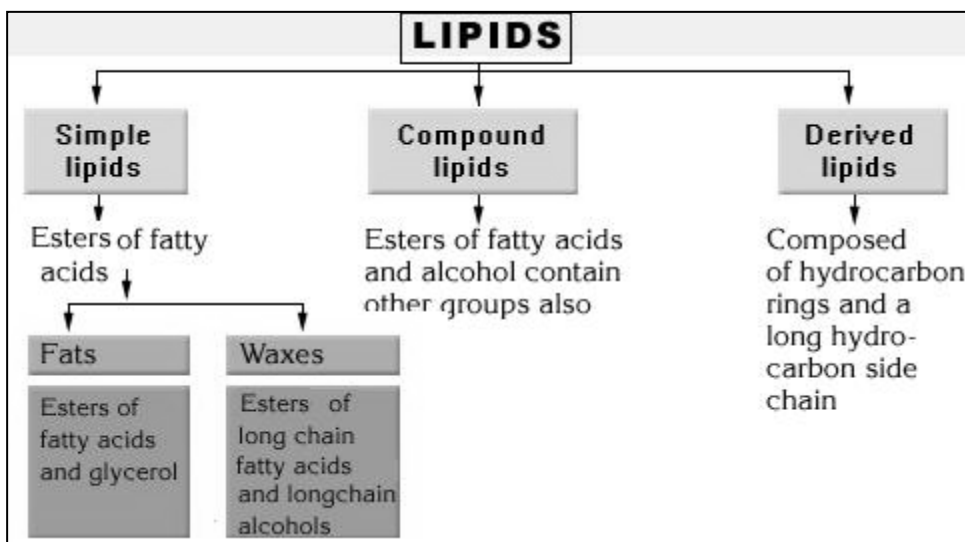 LIPIDS
Simple
lipids
Compound
lipids
Derived
lipids
Esters of fatty
acids
Esters of fatty acids
and alcohol contain
other groups also
Composed
of hydrocarbon
rings and a
long hydro-
carbon side
chain
Fats
Waxes
Esters of
fatty acids
and glycerol
Esters of
long chain
fatty acids
and longchain
alcohols